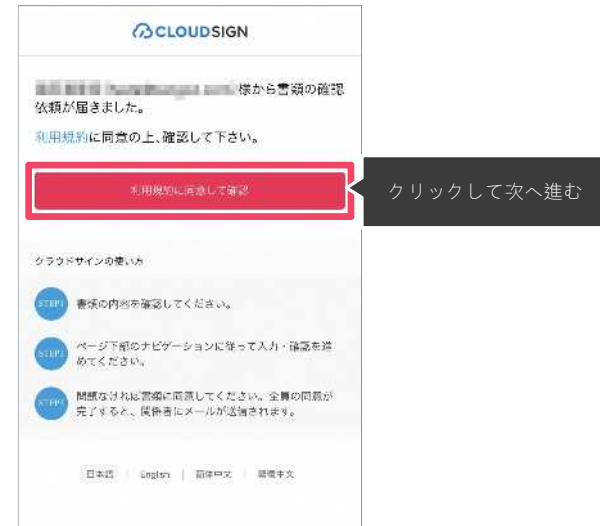 CLOUDSIGN
様から書類の確認
依頼が届きました。
利用規約に同意の上、確認して下さい。
利用規約に同意して確認
クリックして次へ進む
クラウドサインの使い方
STEP1 書類の内容を確認してください。
ページ下部のナビゲーションに従って入力・確認を進
めてください。
問題なければ書類に同意してください。全員の同意が
完了すると、関係者にメールが送信されます。
日本語 | English | 简体中文 | 繁體中文